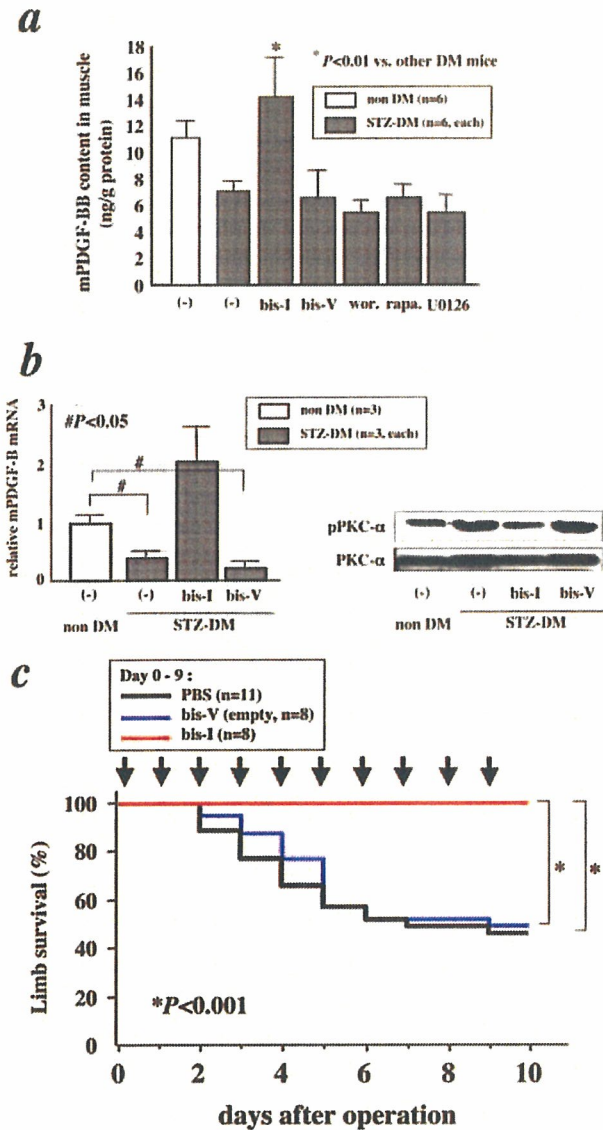 a
18
16
14
12
10
8
6
4
2
0
mPDGF-BB content in muscle
(ng/g protein)
*
* P<0.01 vs. other DM mice
non DM (n=6)
STZ-DM (n=6, each)
(-) (-) bis-I bis-V wor. rapa. U0126
b
3
2
1
0
relative mPDGF-B mRNA
#P<0.05
#
#
non DM (n=3)
STZ-DM (n=3, each)
(-) (-) bis-I bis-V
non DM STZ-DM
pPKC-α
PKC-α
(-) (-) bis-I bis-V
non DM STZ-DM
c
Day 0 - 9 :
PBS (n=11)
bis-V (empty, n=8)
bis-I (n=8)
100
80
60
40
20
0
Limb survival (%)
*
*
*P<0.001
0 2 4 6 8 10
days after operation